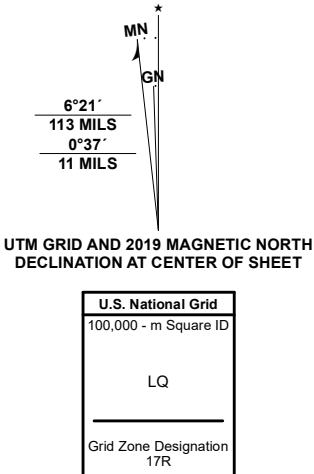 ★
MN
GN
6°21´
113 MILS
0°37´
11 MILS
UTM GRID AND 2019 MAGNETIC NORTH
DECLINATION AT CENTER OF SHEET
U.S. National Grid
100,000 - m Square ID
LQ
Grid Zone Designation
17R